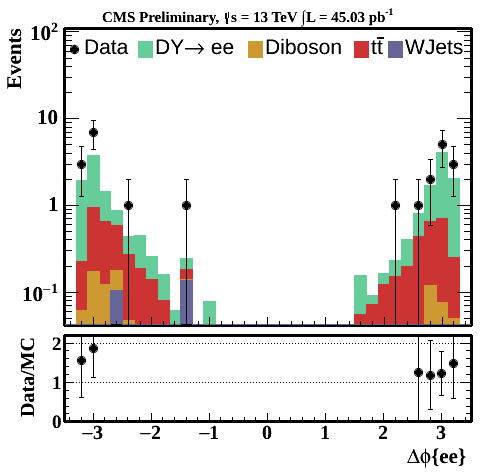 CMS Preliminary, √s = 13 TeV ∫L = 45.03 pb⁻¹
Events
10²
Data DY→ ee Diboson tt̄ WJets
10
1
10⁻¹
Data/MC
2
1
0
−3 −2 −1 0 1 2 3
Δϕ{ee}